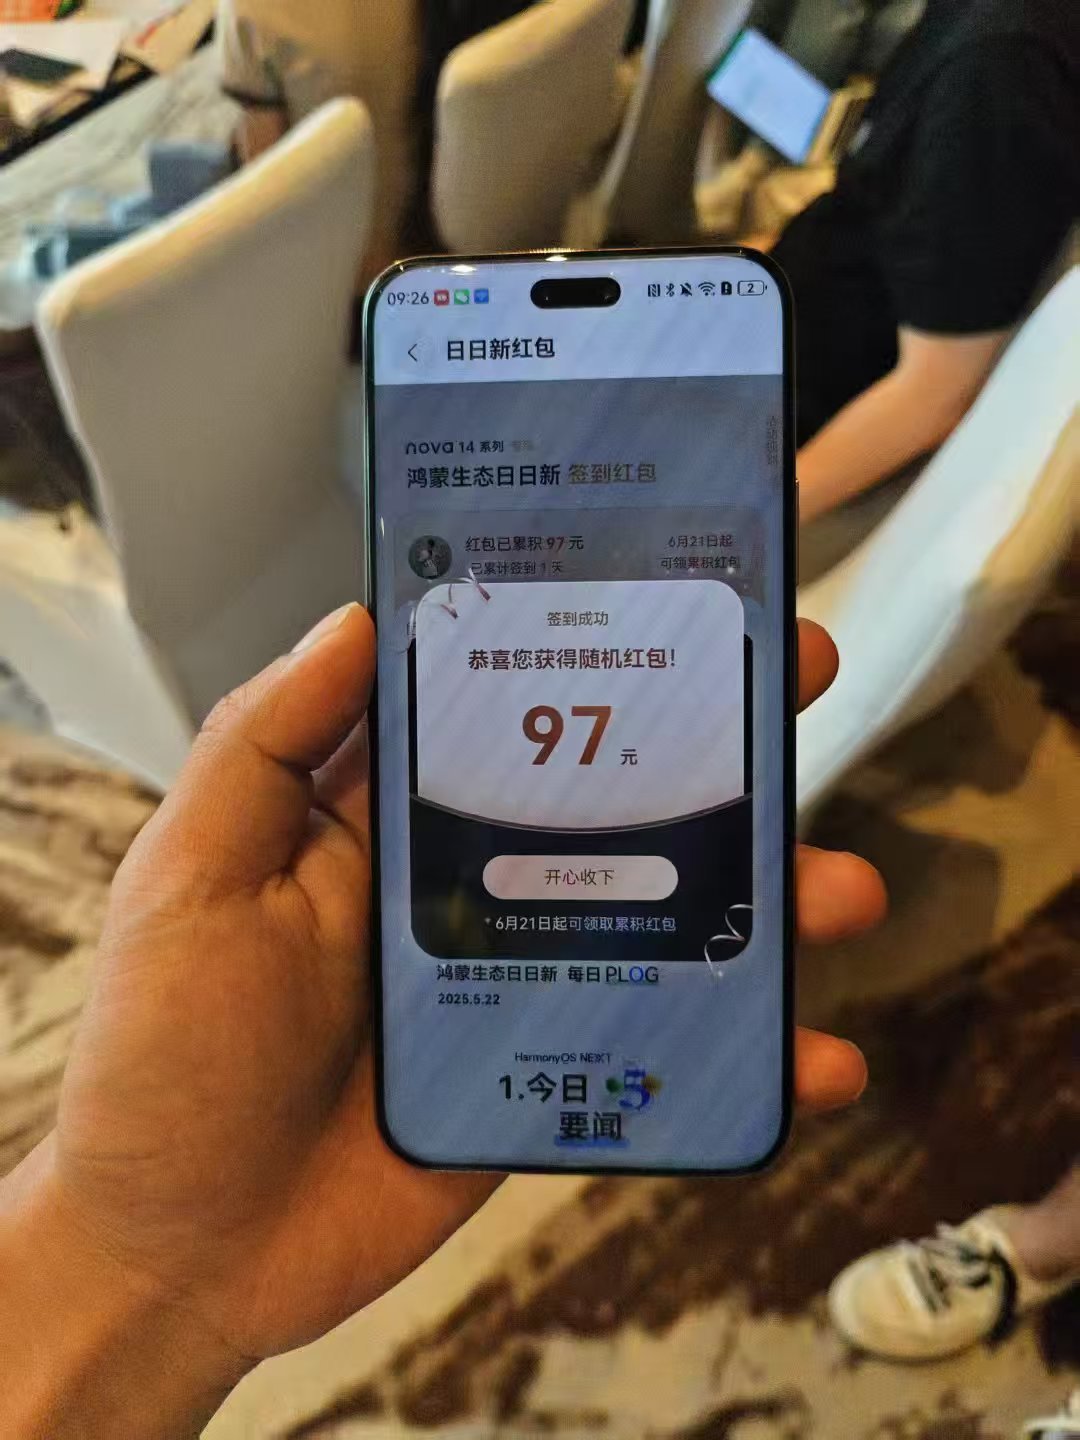 09:26
2
日日新红包
nova 14 系列
鸿蒙生态日日新 签到红包
红包已累积 97 元
已累计签到 1 天
6月21日起
可领累积红包
签到成功
恭喜您获得随机红包！
97 元
开心收下
* 6月21日起可领取累积红包
鸿蒙生态日日新 每日PLOG
2025.5.22
HarmonyOS NEXT
1.今日 5
要闻